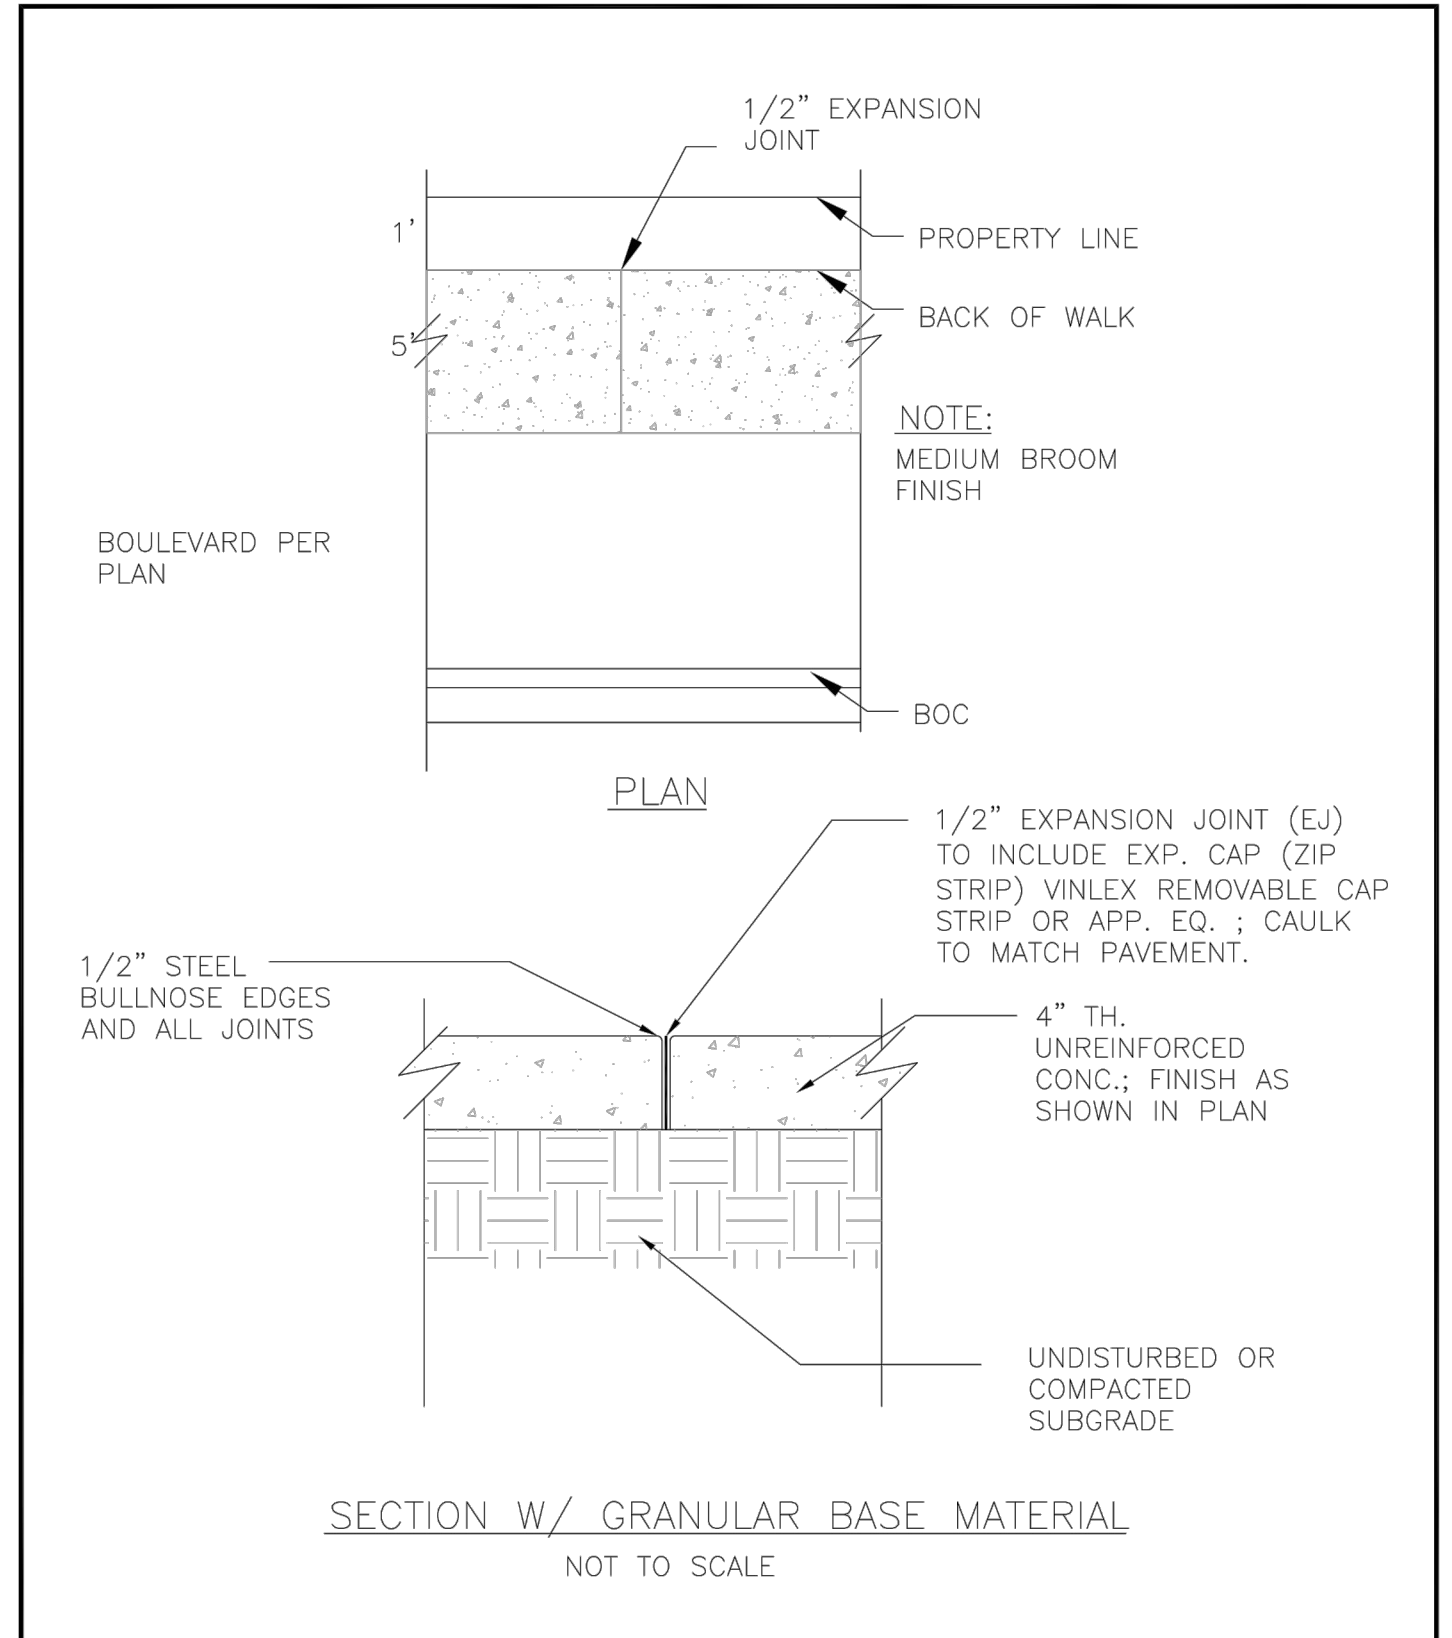 1/2” EXPANSION
JOINT
1’
PROPERTY LINE
BACK OF WALK
5’
NOTE:
MEDIUM BROOM
FINISH
BOULEVARD PER
PLAN
BOC
PLAN
1/2” EXPANSION JOINT (EJ)
TO INCLUDE EXP. CAP (ZIP
STRIP) VINLEX REMOVABLE CAP
STRIP OR APP. EQ. ; CAULK
TO MATCH PAVEMENT.
1/2” STEEL
BULLNOSE EDGES
AND ALL JOINTS
4” TH.
UNREINFORCED
CONC.; FINISH AS
SHOWN IN PLAN
UNDISTURBED OR
COMPACTED
SUBGRADE
SECTION W/ GRANULAR BASE MATERIAL
NOT TO SCALE